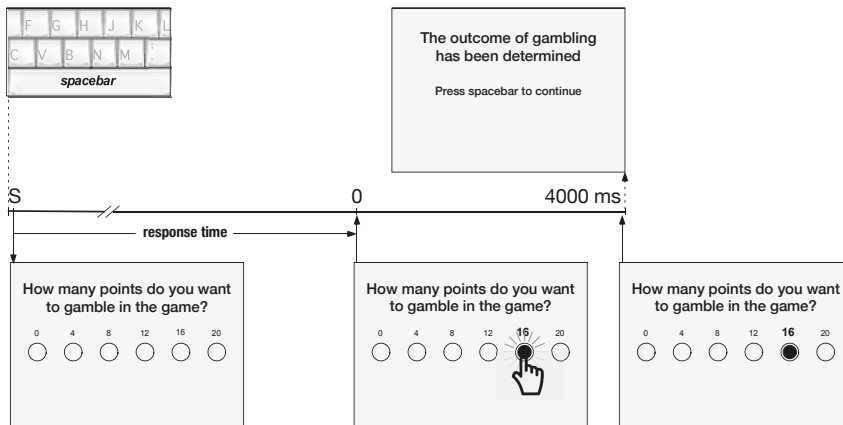 F G H J K L
C V B N M ;
spacebar
The outcome of gambling
has been determined
Press spacebar to continue
S
0
4000 ms
response time
How many points do you want
to gamble in the game?
0 4 8 12 16 20
How many points do you want
to gamble in the game?
0 4 8 12 16 20
How many points do you want
to gamble in the game?
0 4 8 12 16 20